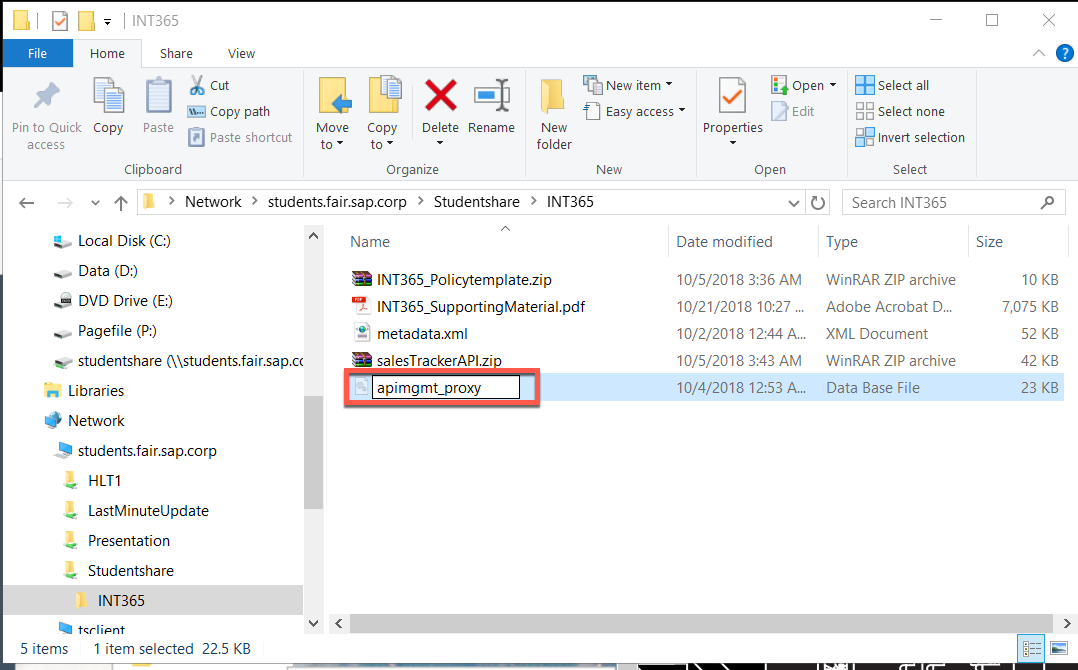 INT365
File Home Share View
Pin to Quick access
Copy
Paste
Cut
Copy path
Paste shortcut
Clipboard
Move to
Copy to
Delete
Rename
Organize
New folder
New item
Easy access
New
Properties
Open
Edit
Open
Select all
Select none
Invert selection
Select
Network > students.fair.sap.corp > Studentshare > INT365
Search INT365
Local Disk (C:)
Data (D:)
DVD Drive (E:)
Pagefile (P:)
studentshare (\\students.fair.sap.co
Libraries
Network
students.fair.sap.corp
HLT1
LastMinuteUpdate
Presentation
Studentshare
INT365
tsclient
Name Date modified Type Size
INT365_Policytemplate.zip 10/5/2018 3:36 AM WinRAR ZIP archive 10 KB
INT365_SupportingMaterial.pdf 10/21/2018 10:27 ... Adobe Acrobat D... 7,075 KB
metadata.xml 10/2/2018 12:44 A... XML Document 52 KB
salesTrackerAPI.zip 10/5/2018 3:43 AM WinRAR ZIP archive 42 KB
apimgmt_proxy 10/4/2018 12:53 A... Data Base File 23 KB
5 items 1 item selected 22.5 KB